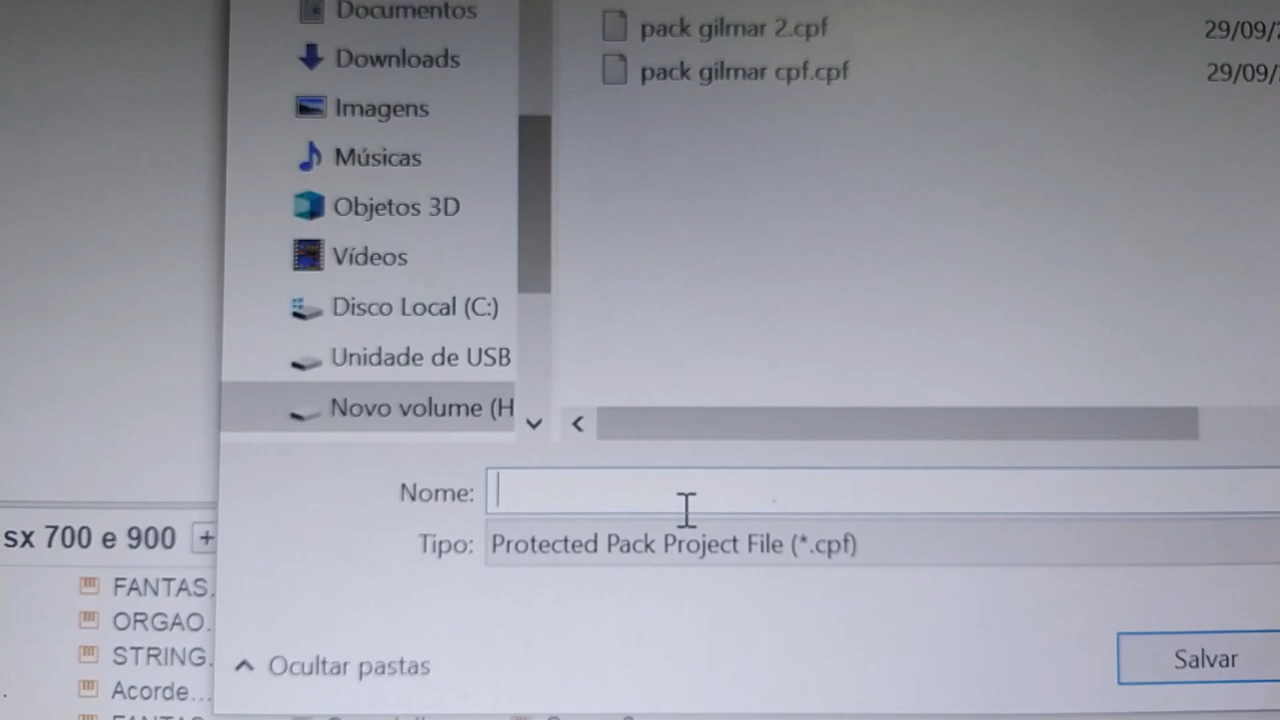 Documentos
Downloads
Imagens
Músicas
Objetos 3D
Vídeos
Disco Local (C:)
Unidade de USB
Novo volume (H
pack gilmar 2.cpf 29/09/
pack gilmar cpf.cpf 29/09/
Nome:
Tipo: Protected Pack Project File (*.cpf)
Ocultar pastas
Salvar
sx 700 e 900 +
FANTAS.
ORGAO.
STRING.
Acorde...